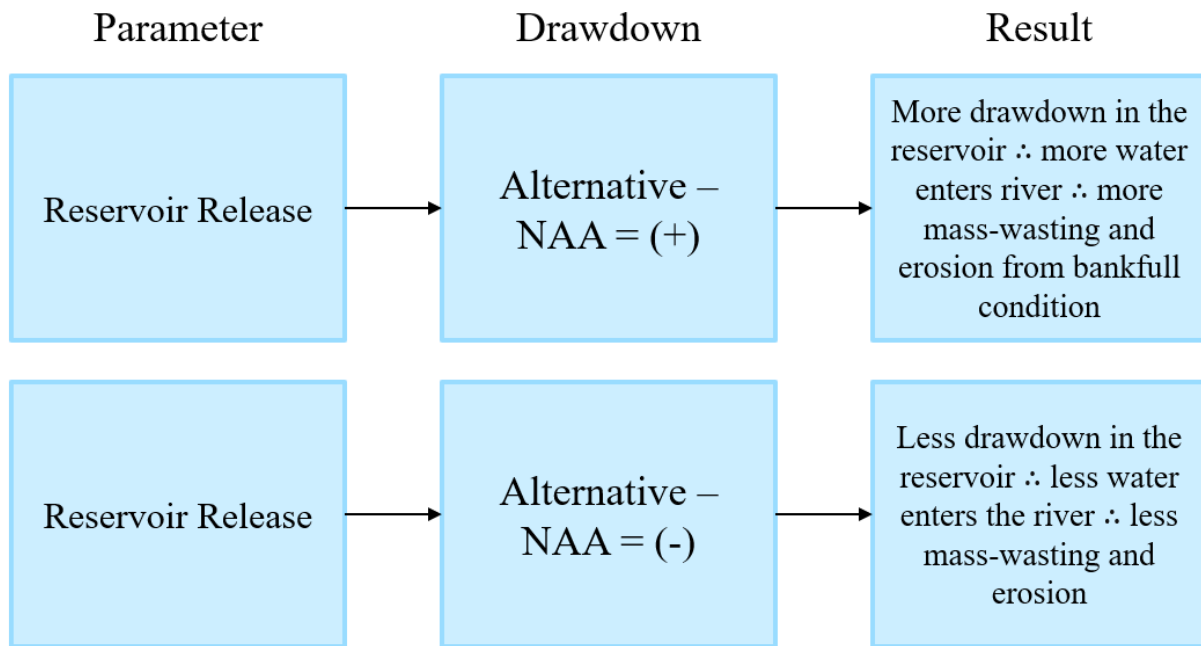 Parameter
Drawdown
Result
Reservoir Release
Alternative –
NAA = (+)
More drawdown in the
reservoir ∴ more water
enters river ∴ more
mass-wasting and
erosion from bankfull
condition
Reservoir Release
Alternative –
NAA = (-)
Less drawdown in the
reservoir ∴ less water
enters the river ∴ less
mass-wasting and
erosion